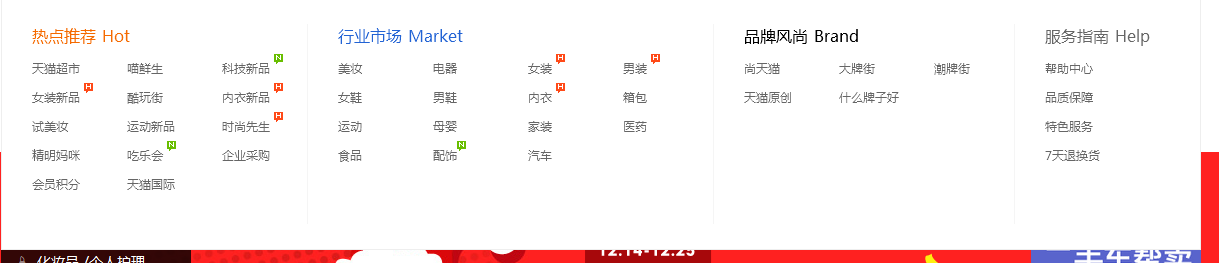 热点推荐 Hot
天猫超市 喵鲜生 科技新品 N
女装新品 H 酷玩街 内衣新品 H
试美妆 运动新品 时尚先生 H
精明妈咪 吃乐会 N 企业采购
会员积分 天猫国际
行业市场 Market
美妆 电器 女装 H 男装 H
女鞋 男鞋 内衣 H 箱包
运动 母婴 家装 医药
食品 配饰 N 汽车
品牌风尚 Brand
尚天猫 大牌街 潮牌街
天猫原创 什么牌子好
服务指南 Help
帮助中心
品质保障
特色服务
7天退换货
化妆品 /个人护理
12.14-12.25